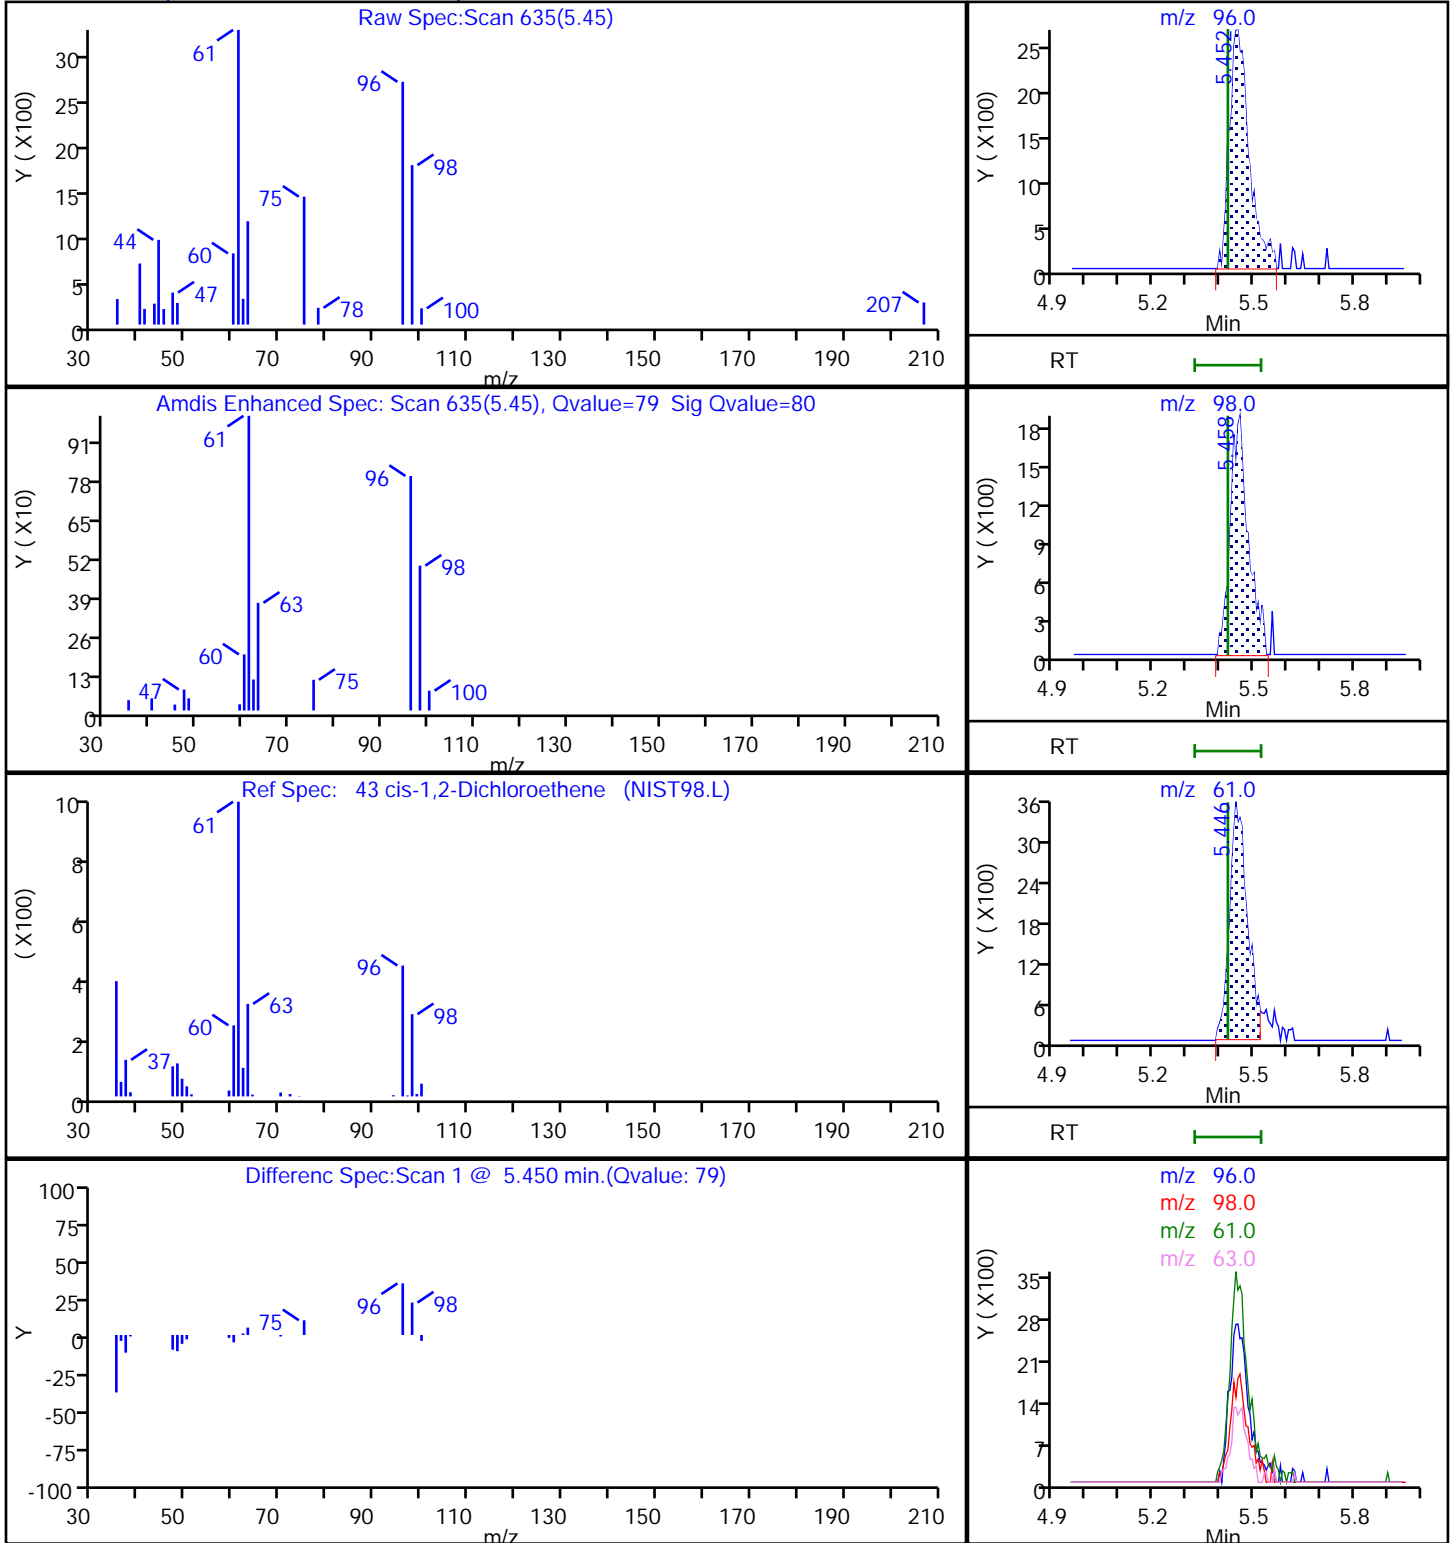 Raw Spec:Scan 635(5.45)
Y ( X100)
30
25
20
15
10
5
0
61
96
98
75
44
60
47
78
100
207
30 50 70 90 110 130 150 170 190 210
m/z
m/z 96.0
Y ( X100)
25
20
15
10
5
0
5.452
4.9 5.2 5.5 5.8
Min
RT
Amdis Enhanced Spec: Scan 635(5.45), Qvalue=79 Sig Qvalue=80
Y ( X10)
91
78
65
52
39
26
13
0
61
96
98
63
60
47
75
100
30 50 70 90 110 130 150 170 190 210
m/z
m/z 98.0
Y ( X100)
18
15
12
9
6
3
0
5.458
4.9 5.2 5.5 5.8
Min
RT
Ref Spec: 43 cis-1,2-Dichloroethene (NIST98.L)
( X100)
10
8
6
4
2
0
61
96
98
63
60
37
30 50 70 90 110 130 150 170 190 210
m/z 61.0
Y ( X100)
36
30
24
18
12
6
0
5.446
4.9 5.2 5.5 5.8
Min
RT
Differenc Spec:Scan 1 @ 5.450 min.(Qvalue: 79)
Y
100
75
50
25
0
-25
-50
-75
-100
75
96
98
30 50 70 90 110 130 150 170 190 210
m/z
m/z 96.0
m/z 98.0
m/z 61.0
m/z 63.0
Y ( X100)
35
28
21
14
7
0
4.9 5.2 5.5 5.8
Min